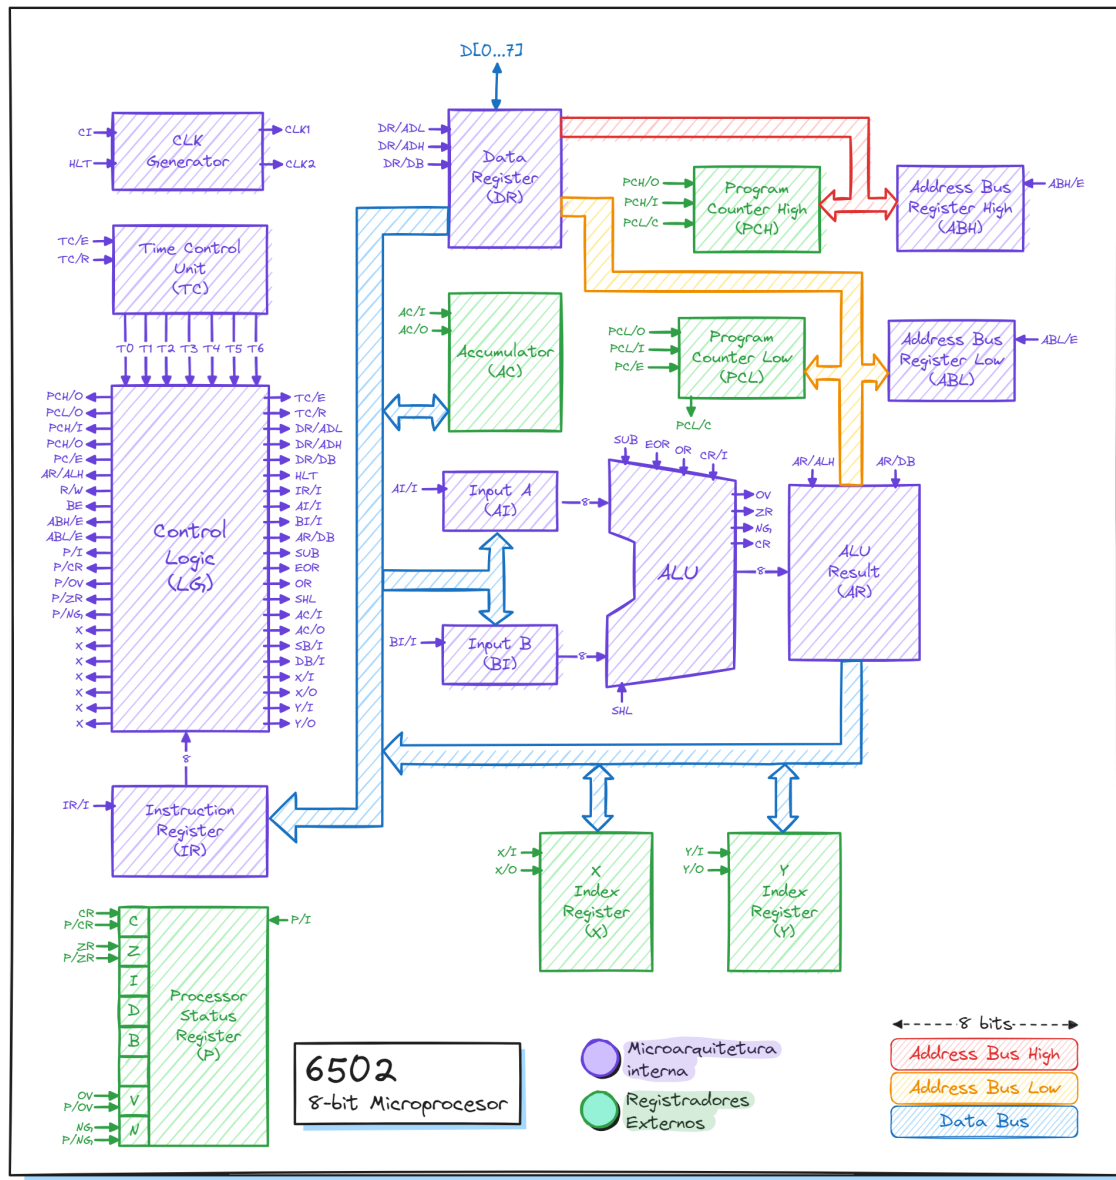 D[0...7]
CI
HLT
CLK
Generator
CLK1
CLK2
DR/ADL
DR/ADH
DR/DB
Data
Register
(DR)
PCH/O
PCH/I
PCL/C
Program
Counter High
(PCH)
Address Bus
Register High
(ABH)
ABH/E
TC/E
TC/R
Time Control
Unit
(TC)
T0 T1 T2 T3 T4 T5 T6
AC/I
AC/O
Accumulator
(AC)
PCL/O
PCL/I
PC/E
Program
Counter Low
(PCL)
PCL/C
Address Bus
Register Low
(ABL)
ABL/E
PCH/O
PCL/O
PCH/I
PCH/O
PC/E
AR/ALH
R/W
BE
ABH/E
ABL/E
P/I
P/CR
P/OV
P/ZR
P/NG
X
X
X
X
X
X
X
Control
Logic
(LG)
TC/E
TC/R
DR/ADL
DR/ADH
DR/DB
HLT
IR/I
AI/I
BI/I
AR/DB
SUB
EOR
OR
SHL
AC/I
AC/O
SB/I
DB/I
X/I
X/O
Y/I
Y/O
AI/I
Input A
(AI)
8
BI/I
Input B
(BI)
8
SUB
EOR
OR
CR/I
ALU
SHL
OV
ZR
NG
CR
8
AR/ALH
AR/DB
ALU
Result
(AR)
8
IR/I
Instruction
Register
(IR)
X/I
X/O
X
Index
Register
(X)
Y/I
Y/O
Y
Index
Register
(Y)
CR
P/CR
ZR
P/ZR
OV
P/OV
NG
P/NG
C
Z
I
D
B
V
N
Processor
Status
Register
(P)
P/I
6502
8-bit Microprocesor
Microarquitetura
interna
Registradores
Externos
8 bits
Address Bus High
Address Bus Low
Data Bus